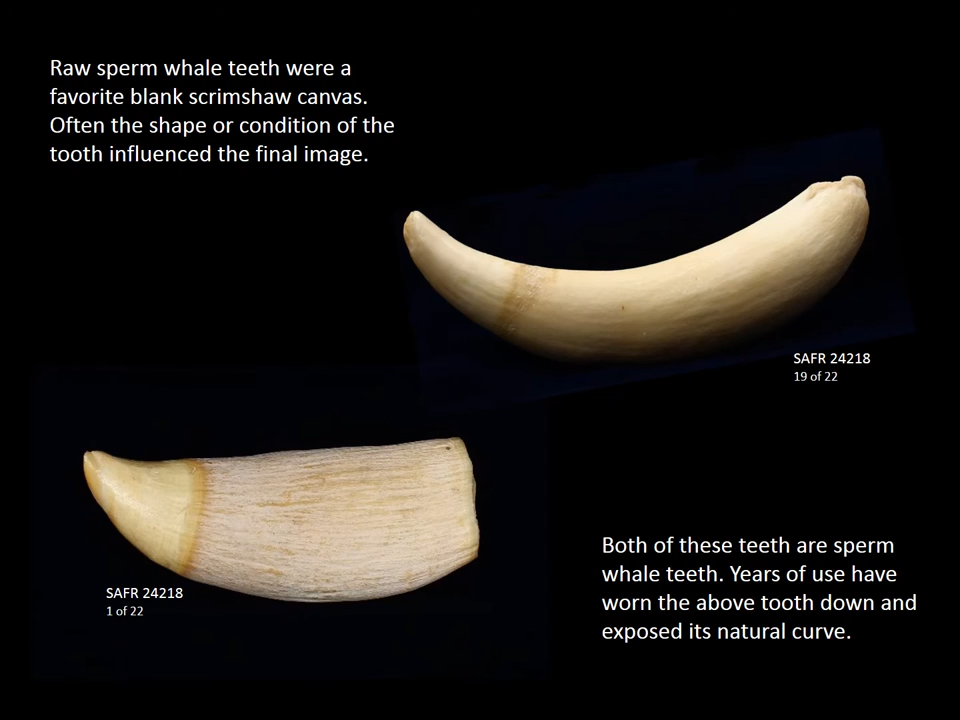 Raw sperm whale teeth were a
favorite blank scrimshaw canvas.
Often the shape or condition of the
tooth influenced the final image.
SAFR 24218
19 of 22
SAFR 24218
1 of 22
Both of these teeth are sperm
whale teeth. Years of use have
worn the above tooth down and
exposed its natural curve.